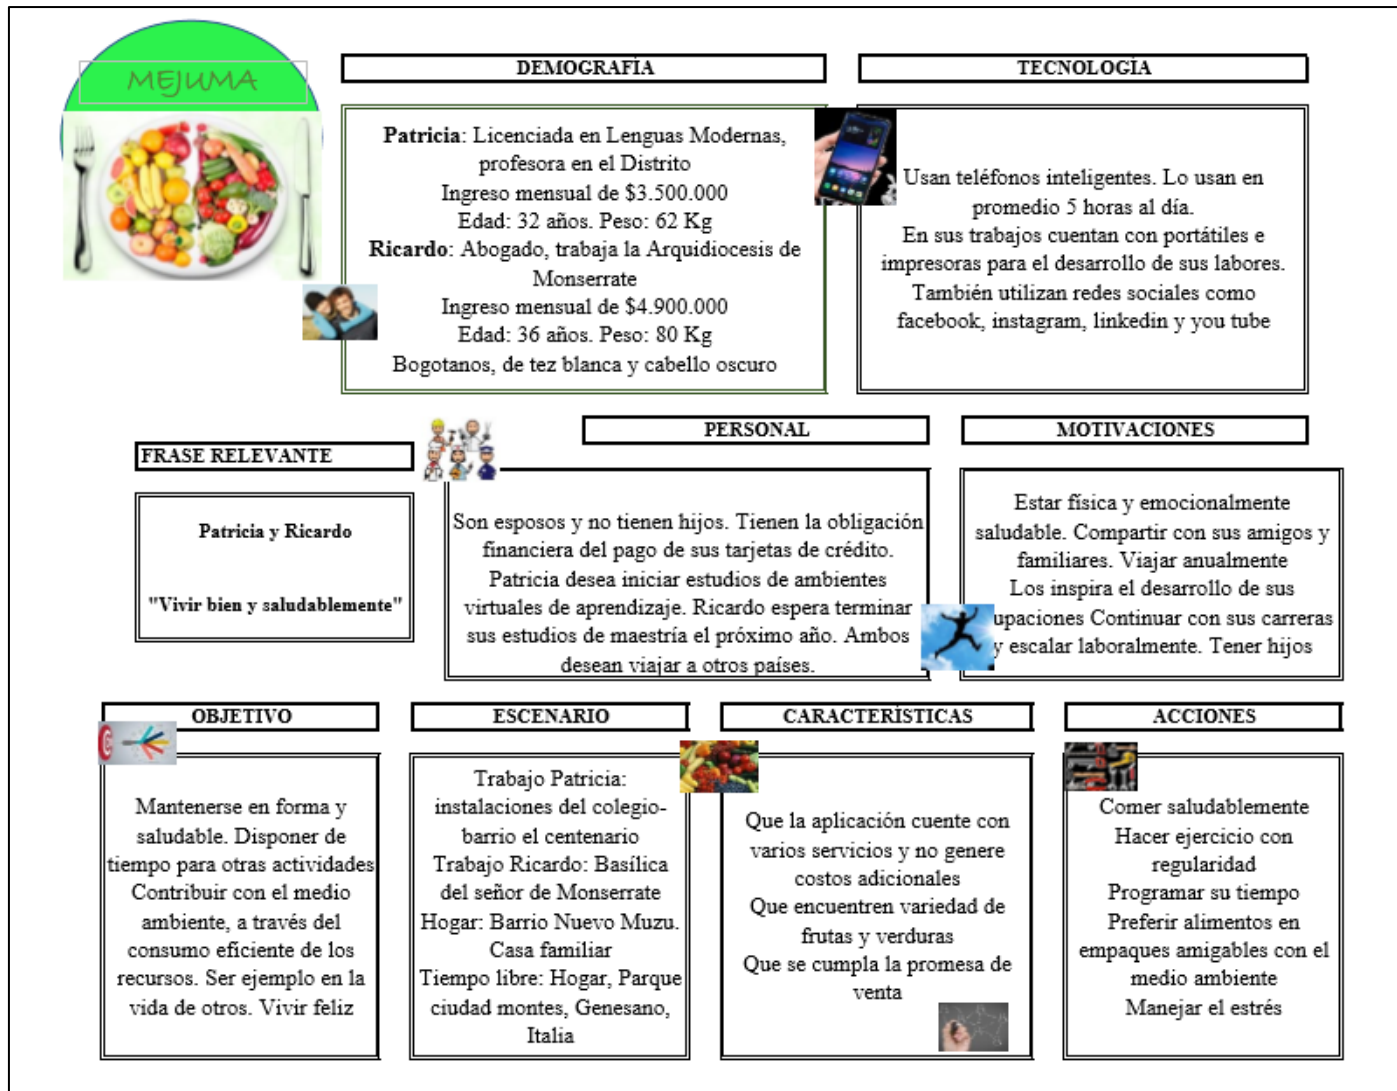 MEJUMA
DEMOGRAFÍA
Patricia: Licenciada en Lenguas Modernas,
profesora en el Distrito
Ingreso mensual de $3.500.000
Edad: 32 años. Peso: 62 Kg
Ricardo: Abogado, trabaja la Arquidiocesis de
Monserrate
Ingreso mensual de $4.900.000
Edad: 36 años. Peso: 80 Kg
Bogotanos, de tez blanca y cabello oscuro
TECNOLOGÍA
Usan teléfonos inteligentes. Lo usan en
promedio 5 horas al día.
En sus trabajos cuentan con portátiles e
impresoras para el desarrollo de sus labores.
También utilizan redes sociales como
facebook, instagram, linkedin y you tube
FRASE RELEVANTE
Patricia y Ricardo
"Vivir bien y saludablemente"
PERSONAL
Son esposos y no tienen hijos. Tienen la obligación
financiera del pago de sus tarjetas de crédito.
Patricia desea iniciar estudios de ambientes
virtuales de aprendizaje. Ricardo espera terminar
sus estudios de maestría el próximo año. Ambos
desean viajar a otros países.
MOTIVACIONES
Estar física y emocionalmente
saludable. Compartir con sus amigos y
familiares. Viajar anualmente
Los inspira el desarrollo de sus
upaciones Continuar con sus carreras
y escalar laboralmente. Tener hijos
OBJETIVO
Mantenerse en forma y
saludable. Disponer de
tiempo para otras actividades
Contribuir con el medio
ambiente, a través del
consumo eficiente de los
recursos. Ser ejemplo en la
vida de otros. Vivir feliz
ESCENARIO
Trabajo Patricia:
instalaciones del colegio-
barrio el centenario
Trabajo Ricardo: Basílica
del señor de Monserrate
Hogar: Barrio Nuevo Muzu.
Casa familiar
Tiempo libre: Hogar, Parque
ciudad montes, Genesano,
Italia
CARACTERÍSTICAS
Que la aplicación cuente con
varios servicios y no genere
costos adicionales
Que encuentren variedad de
frutas y verduras
Que se cumpla la promesa de
venta
ACCIONES
Comer saludablemente
Hacer ejercicio con
regularidad
Programar su tiempo
Preferir alimentos en
empaques amigables con el
medio ambiente
Manejar el estrés